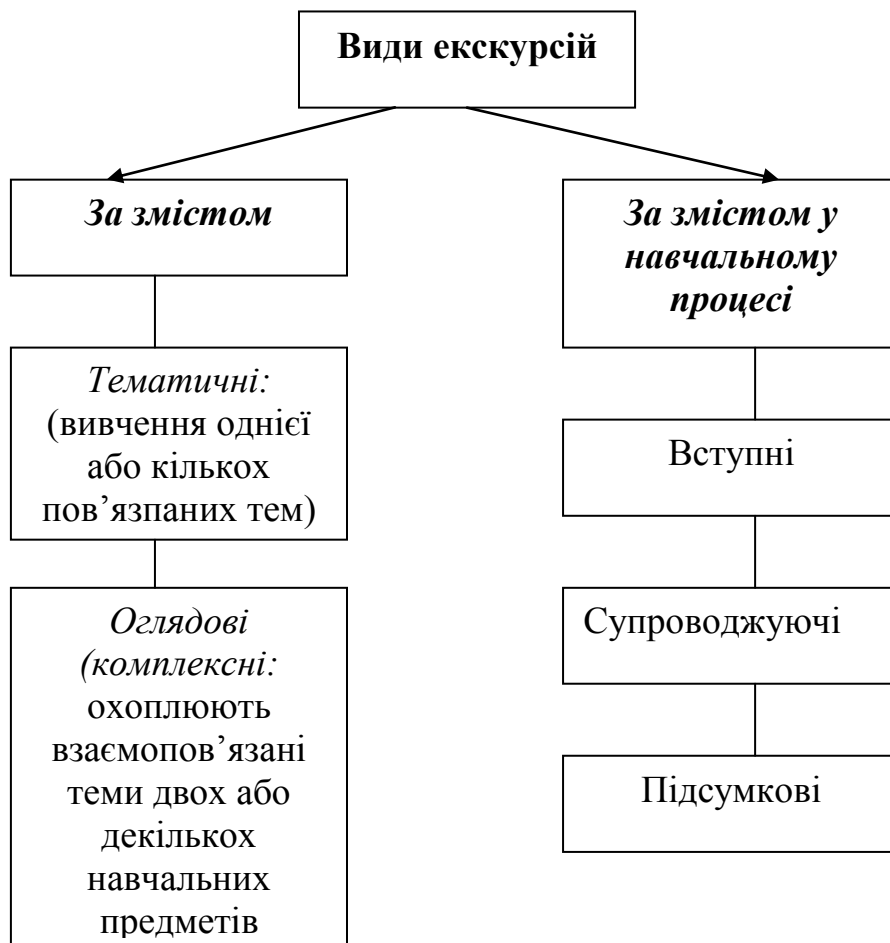 Види екскурсій
За змістом
Тематичні:
(вивчення однієї
або кількох
пов’язпаних тем)
Оглядові
(комплексні:
охоплюють
взаємопов’язані
теми двох або
декількох
навчальних
предметів
За змістом у
навчальному
процесі
Вступні
Супроводжуючі
Підсумкові